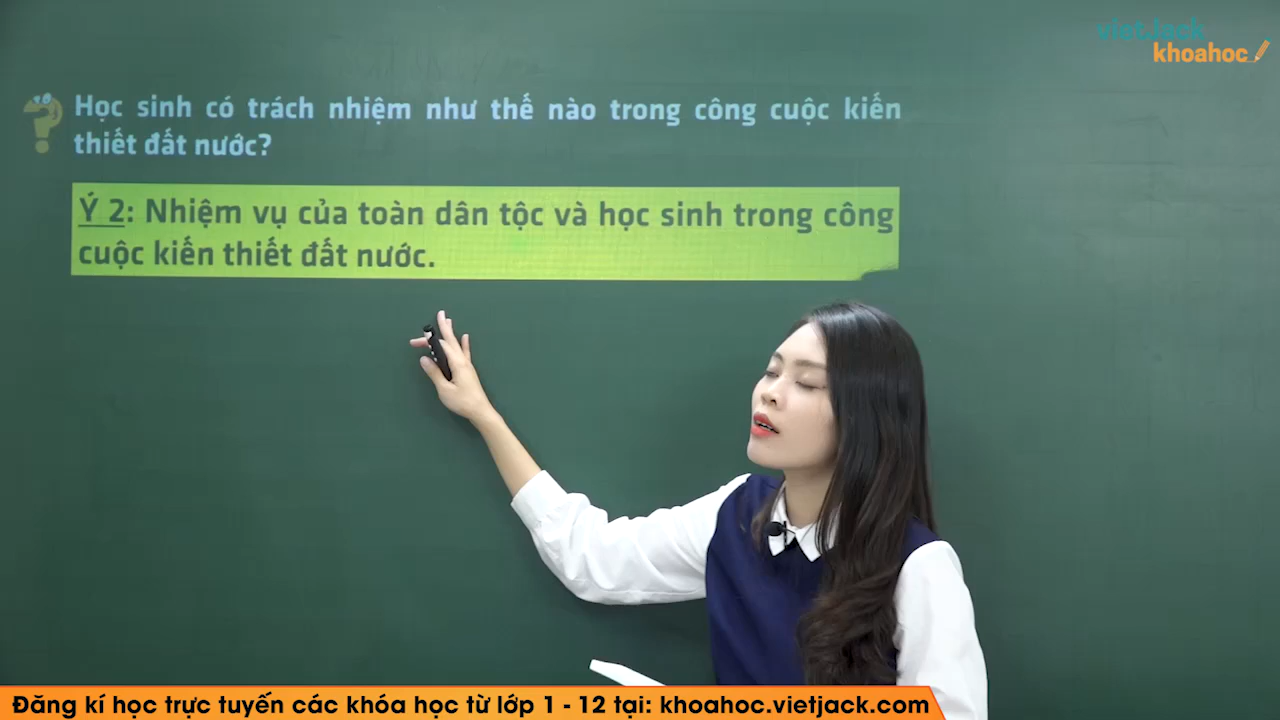 vietjack
khoahoc
Học sinh có trách nhiệm như thế nào trong công cuộc kiến
thiết đất nước?
Ý 2: Nhiệm vụ của toàn dân tộc và học sinh trong công
cuộc kiến thiết đất nước.
Đăng kí học trực tuyến các khóa học từ lớp 1 - 12 tại: khoahoc.vietjack.com